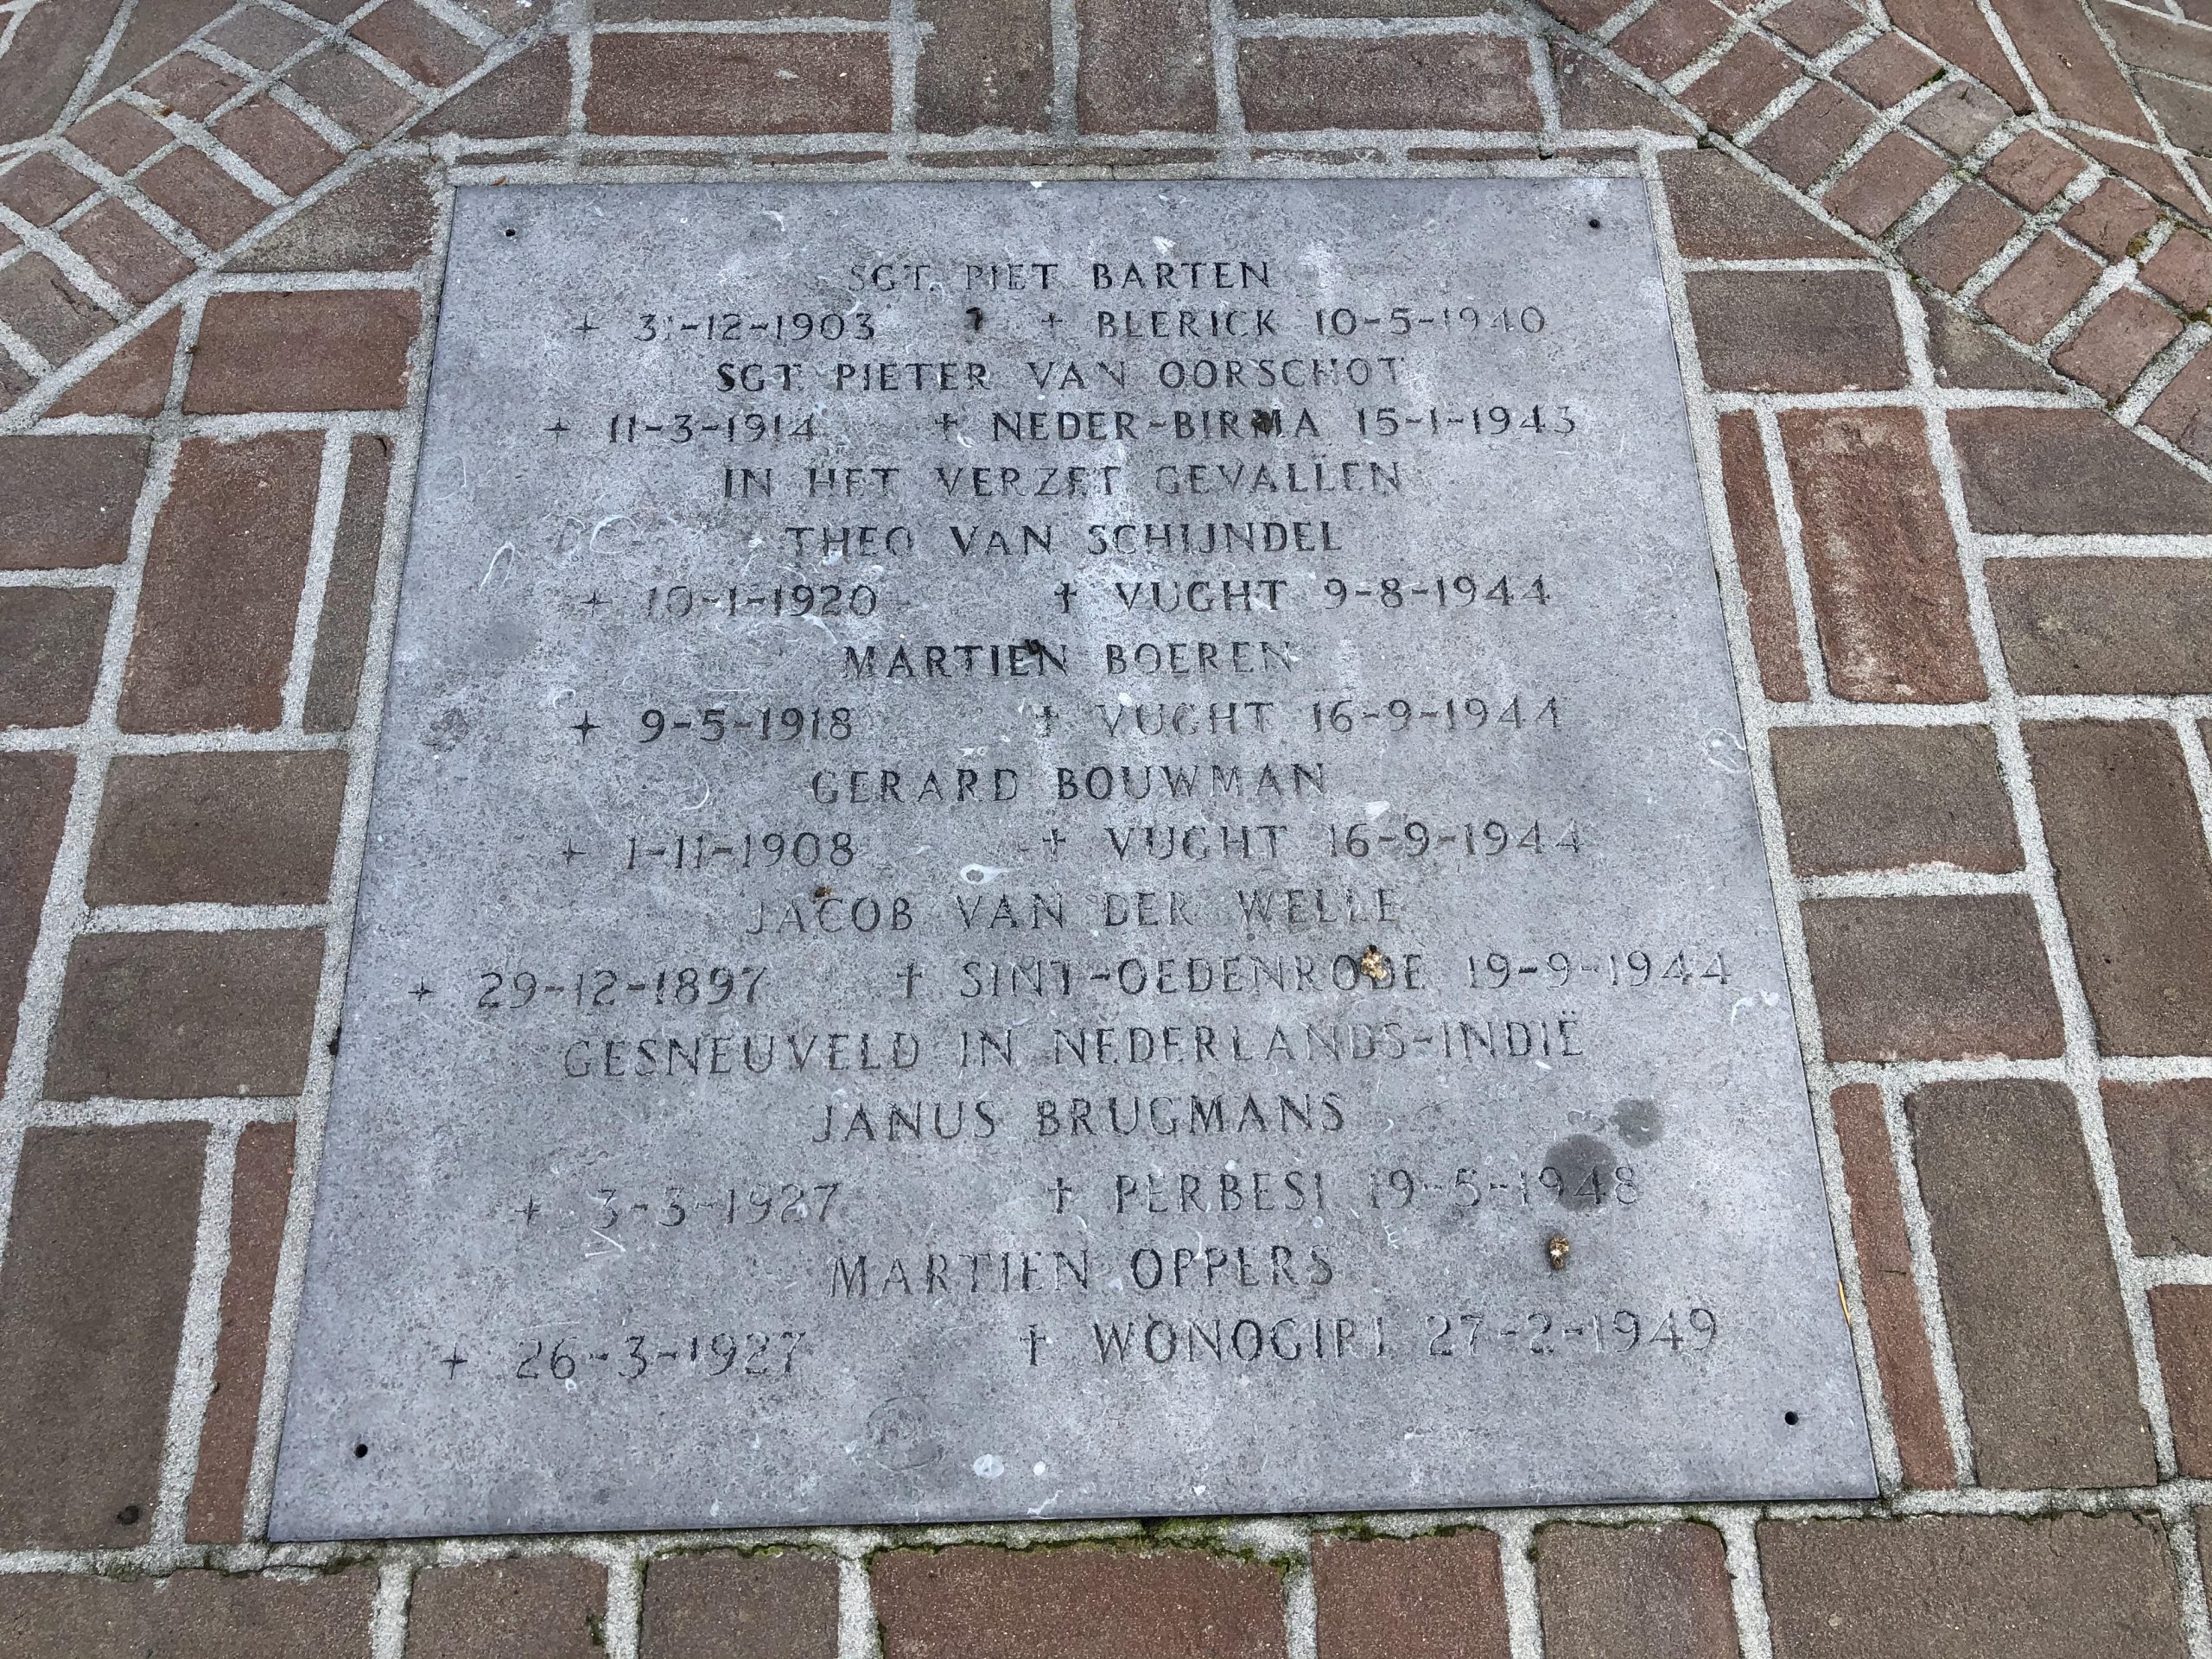 SGT. PIET BARTEN
+ 31-12-1903 † BLERICK 10-5-1940
SGT. PIETER VAN OORSCHOT
+ 11-3-1914 † NEDER-BIRMA 15-1-1943
IN HET VERZET GEVALLEN
THEO VAN SCHIJNDEL
+ 10-1-1920 † VUGHT 9-8-1944
MARTIEN BOEREN
+ 9-5-1918 † VUGHT 16-9-1944
GERARD BOUWMAN
+ 1-11-1908 † VUGHT 16-9-1944
JACOB VAN DER WELLE
+ 29-12-1897 † SINT-OEDENRODE 19-9-1944
GESNEUVELD IN NEDERLANDS-INDIË
JANUS BRUGMANS
+ 3-3-1927 † PERBESI 19-5-1948
MARTIEN OPPERS
+ 26-3-1927 † WONOGIRI 27-2-1949